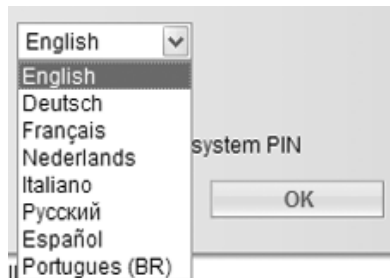 English
English
Deutsch
Français
Nederlands
system PIN
Italiano
Русский
OK
Español
Portugues (BR)